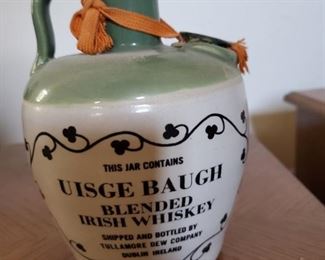 THIS JAR CONTAINS
UISGE BAUGH
BLENDED
IRISH WHISKEY
SHIPPED AND BOTTLED BY
TULLAMORE DEW COMPANY
DUBLIN IRELAND